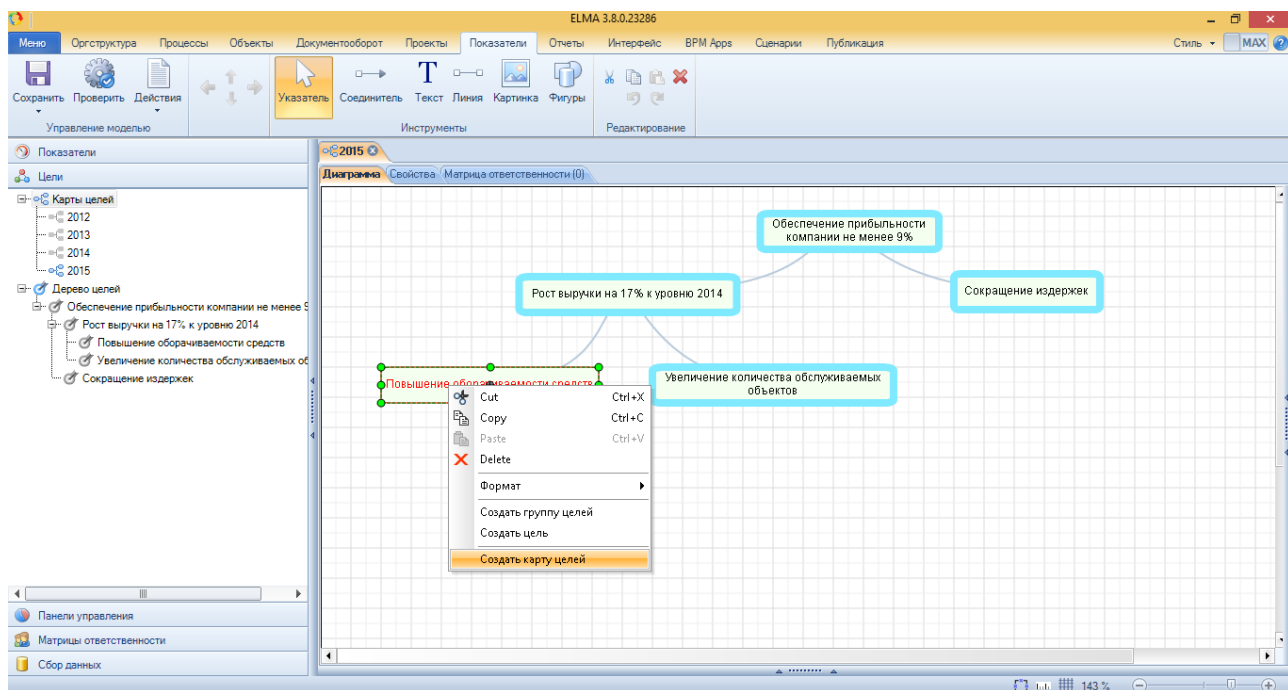 ELMA 3.8.0.23286
Меню Оргструктура Процессы Объекты Документооборот Проекты Показатели Отчеты Интерфейс BPM Apps Сценарии Публикация Стиль MAX
Сохранить Проверить Действия Указатель Соединитель Текст Линия Картинка Фигуры
Управление моделью Инструменты Редактирование
Показатели
Цели
Карты целей
2012
2013
2014
2015
Дерево целей
Обеспечение прибыльности компании не менее 9
Рост выручки на 17% к уровню 2014
Повышение оборачиваемости средств
Увеличение количества обслуживаемых об
Сокращение издержек
Панели управления
Матрицы ответственности
Сбор данных
2015
Диаграмма Свойства Матрица ответственности (0)
Обеспечение прибыльности
компании не менее 9%
Рост выручки на 17% к уровню 2014
Сокращение издержек
Повышение оборачиваемости средств
Увеличение количества обслуживаемых
объектов
Cut Ctrl+X
Copy Ctrl+C
Paste Ctrl+V
Delete
Формат
Создать группу целей
Создать цель
Создать карту целей
143 %